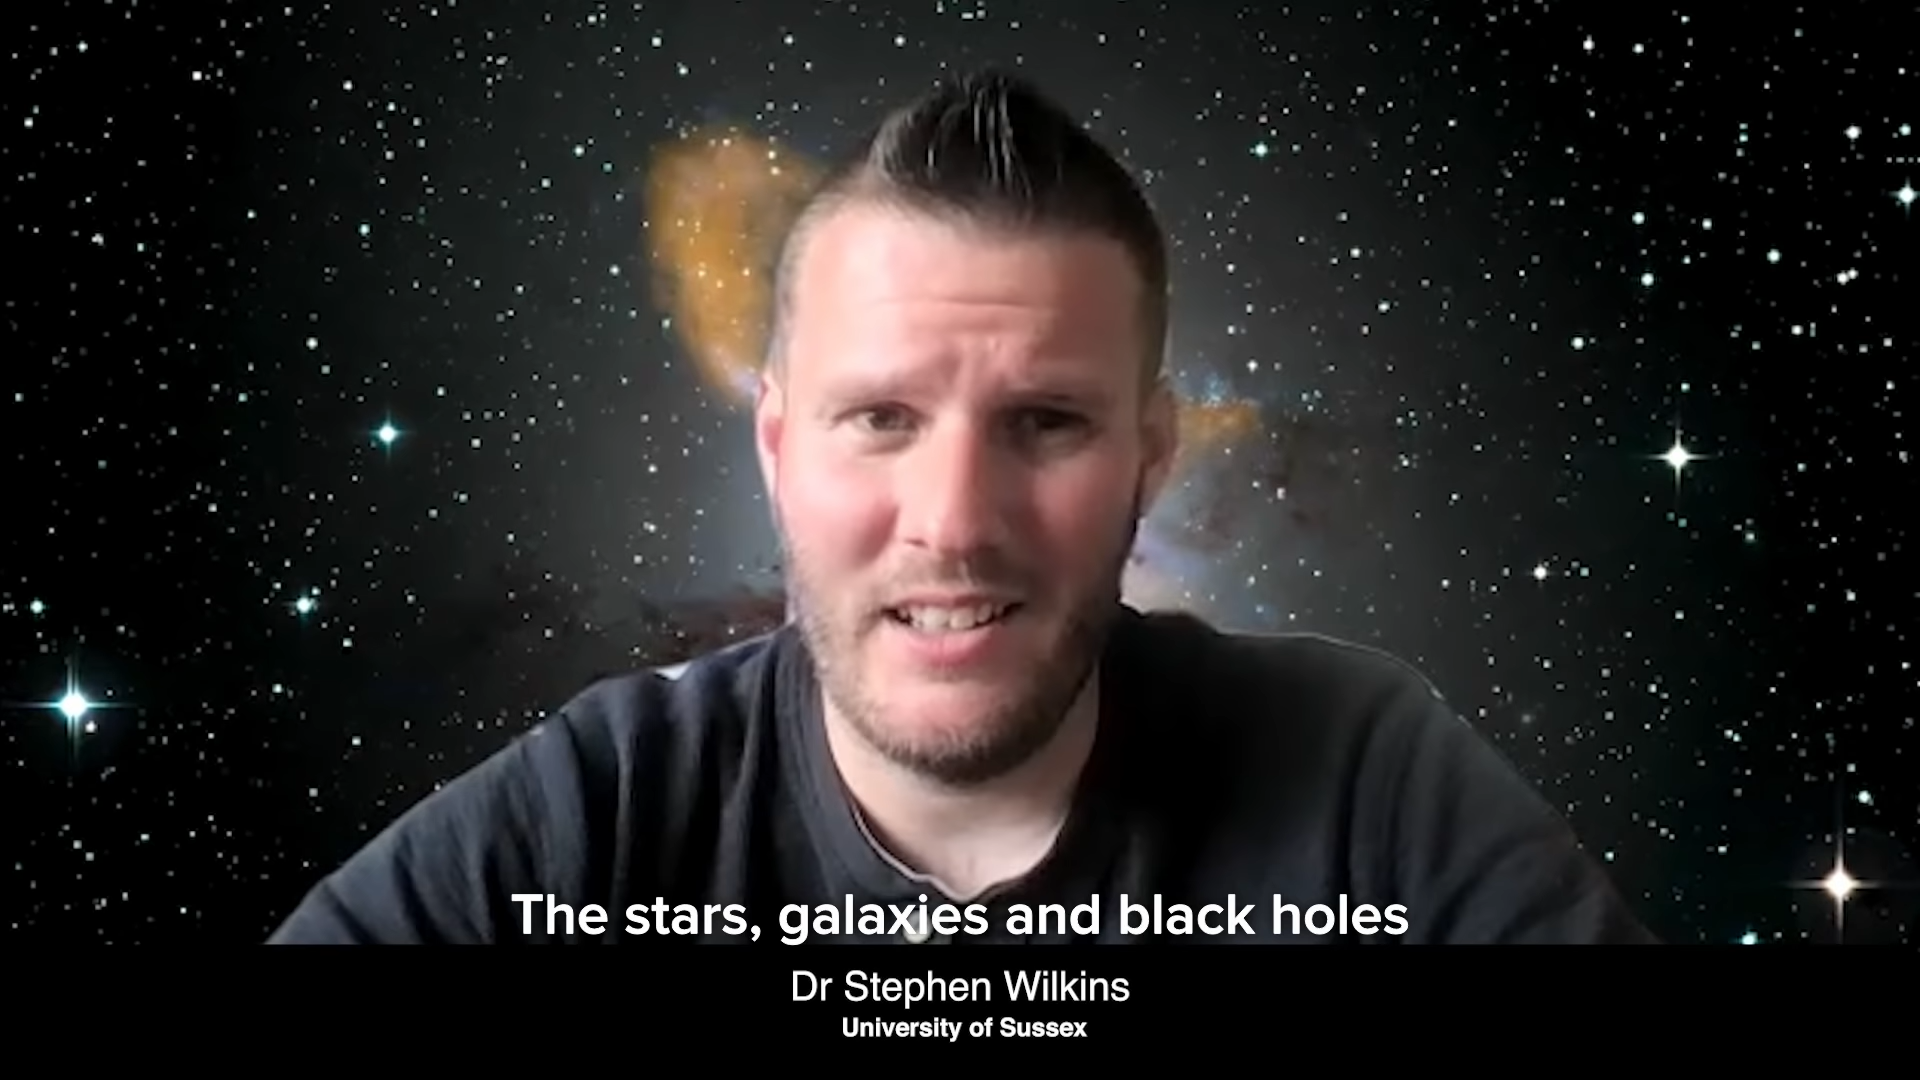 The stars, galaxies and black holes
Dr Stephen Wilkins
University of Sussex